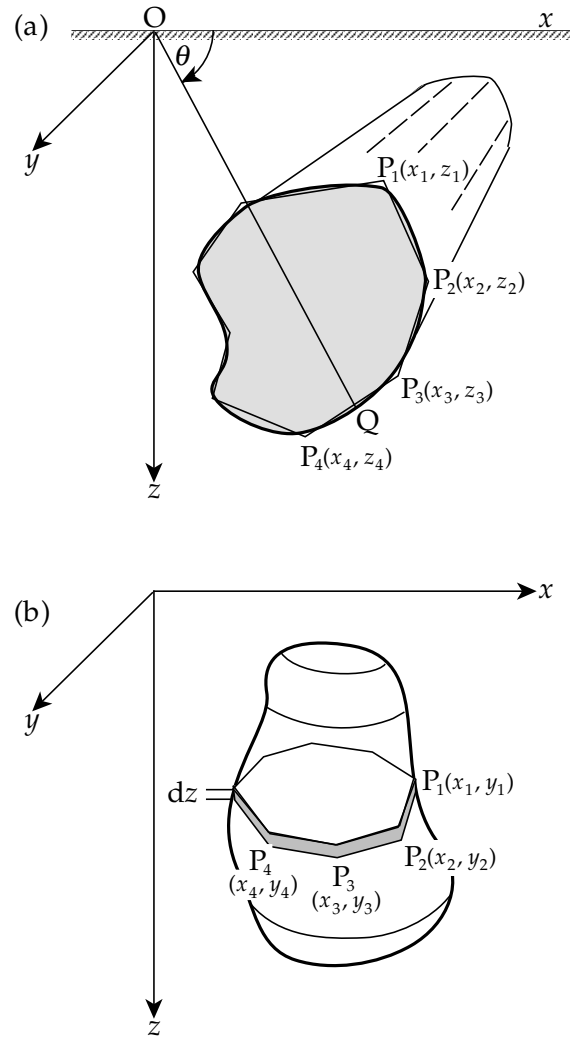 (a)
O
x
θ
y
P₁(x₁, z₁)
P₂(x₂, z₂)
P₃(x₃, z₃)
Q
P₄(x₄, z₄)
z
(b)
x
y
dz
P₁(x₁, y₁)
P₂(x₂, y₂)
P₄
(x₄, y₄)
P₃
(x₃, y₃)
z